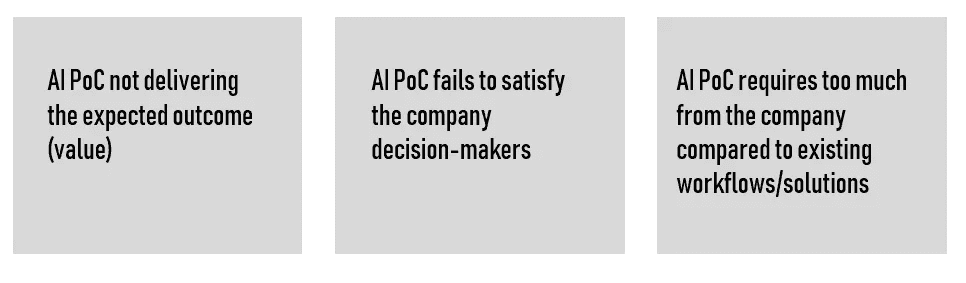 AI PoC not delivering
the expected outcome
(value)
AI PoC fails to satisfy
the company
decision-makers
AI PoC requires too much
from the company
compared to existing
workflows/solutions